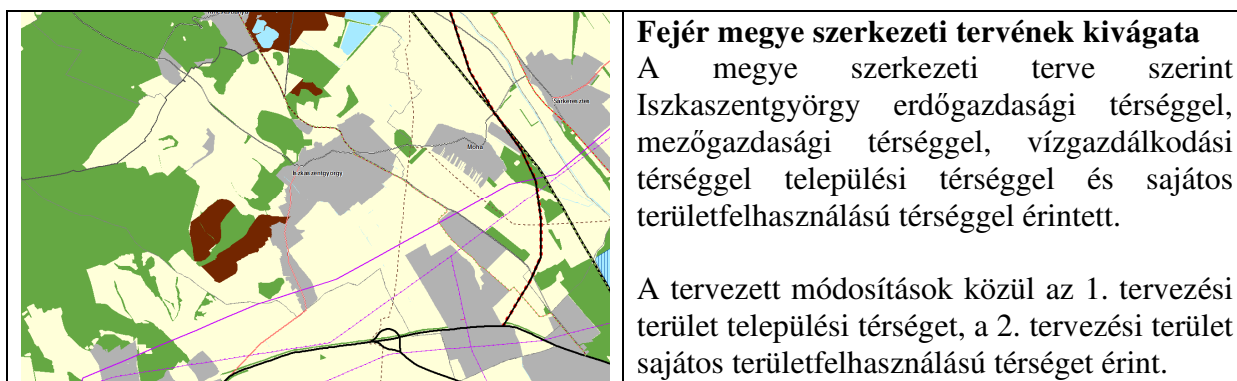 Iszkaszentgyörgy
Moha
Sárkeresztes
Fejér megye szerkezeti tervének kivágata
A megye szerkezeti terve szerint
Iszkaszentgyörgy erdőgazdasági térséggel,
mezőgazdasági térséggel, vízgazdálkodási
térséggel települési térséggel és sajátos
területfelhasználású térséggel érintett.
A tervezett módosítások közül az 1. tervezési
terület települési térséget, a 2. tervezési terület
sajátos területfelhasználású térséget érint.